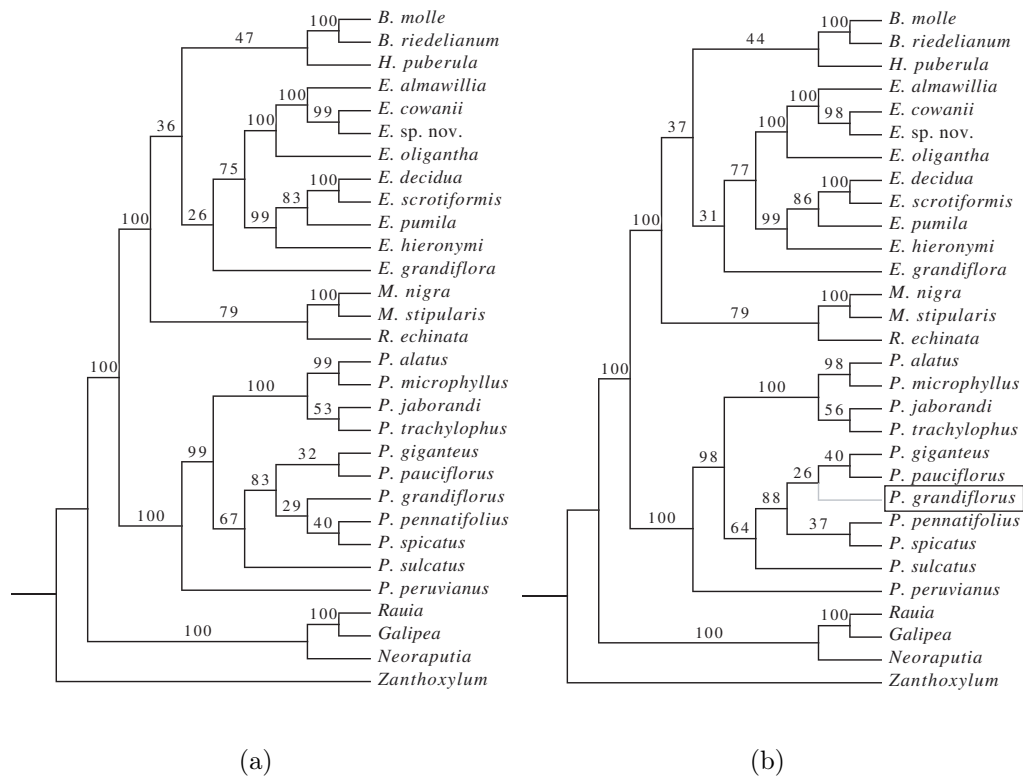 100
B. molle
B. riedelianum
47
H. puberula
E. almawillia
100
E. cowanii
99
E. sp. nov.
100
36
E. oligantha
75
E. decidua
100
E. scrotiformis
83
E. pumila
99
26
E. hieronymi
100
E. grandiflora
M. nigra
100
M. stipularis
79
R. echinata
P. alatus
99
100
P. microphyllus
100
P. jaborandi
53
P. trachylophus
99
P. giganteus
32
P. pauciflorus
83
P. grandiflorus
29
P. pennatifolius
40
67
P. spicatus
100
P. sulcatus
P. peruvianus
Rauia
100
Galipea
100
Neoraputia
Zanthoxylum
(a)
100
B. molle
B. riedelianum
44
H. puberula
E. almawillia
100
E. cowanii
98
E. sp. nov.
100
37
E. oligantha
77
E. decidua
100
E. scrotiformis
86
E. pumila
99
31
E. hieronymi
100
E. grandiflora
M. nigra
100
M. stipularis
79
R. echinata
P. alatus
98
100
P. microphyllus
100
P. jaborandi
56
P. trachylophus
98
P. giganteus
40
P. pauciflorus
26
P. grandiflorus
88
P. pennatifolius
37
64
P. spicatus
100
P. sulcatus
P. peruvianus
Rauia
100
Galipea
100
Neoraputia
Zanthoxylum
(b)